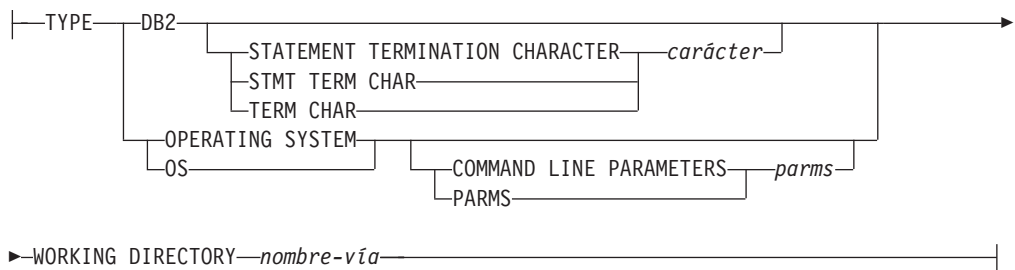 TYPE DB2
STATEMENT TERMINATION CHARACTER carácter
STMT TERM CHAR
TERM CHAR
OPERATING SYSTEM
OS
COMMAND LINE PARAMETERS parms
PARMS
WORKING DIRECTORY nombre-vía